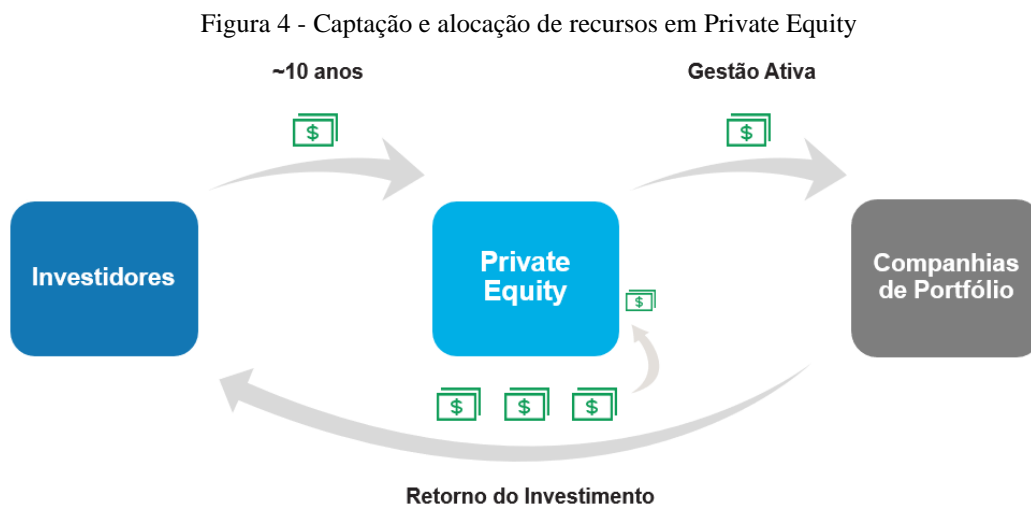 Figura 4 - Captação e alocação de recursos em Private Equity
~10 anos
Gestão Ativa
$
$
Investidores
Private
Equity
Companhias
de Portfólio
$
$
$
$
Retorno do Investimento